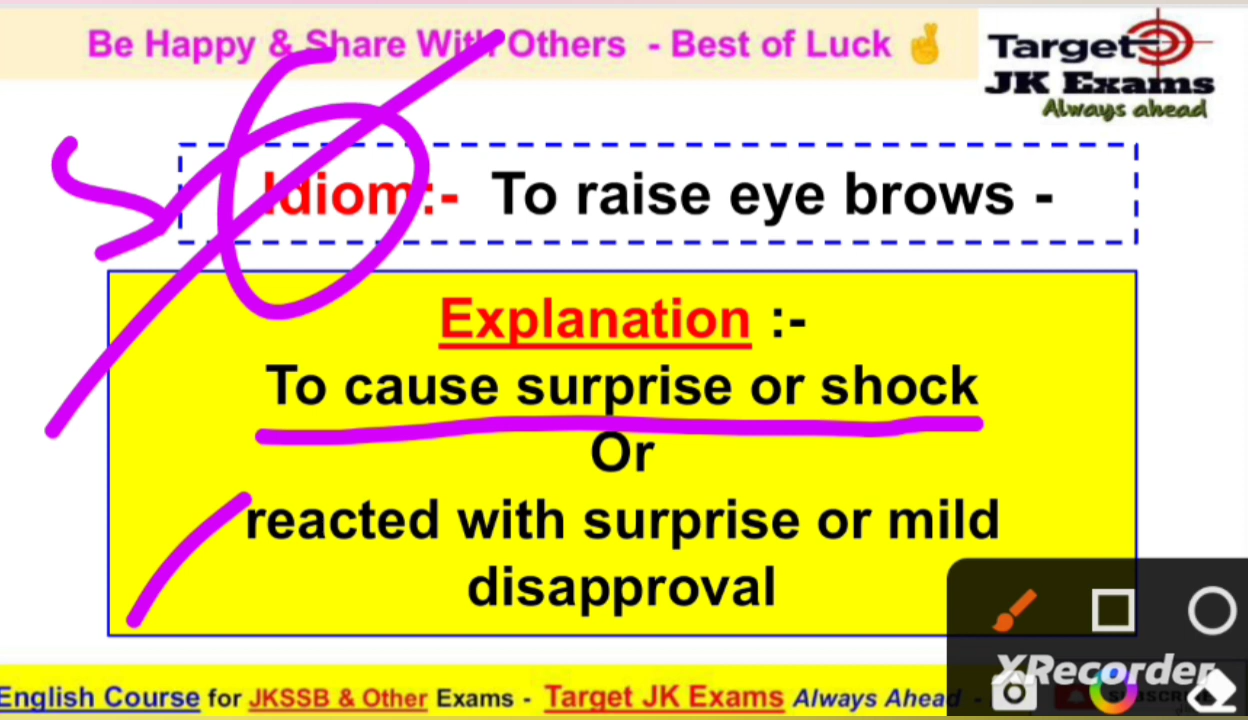 Be Happy & Share With Others - Best of Luck ✌
Target
JK Exams
Always ahead
Idiom:- To raise eye brows -
Explanation :-
To cause surprise or shock
Or
reacted with surprise or mild
disapproval
XRecorder
English Course for JKSSB & Other Exams - Target JK Exams Always Ahead -